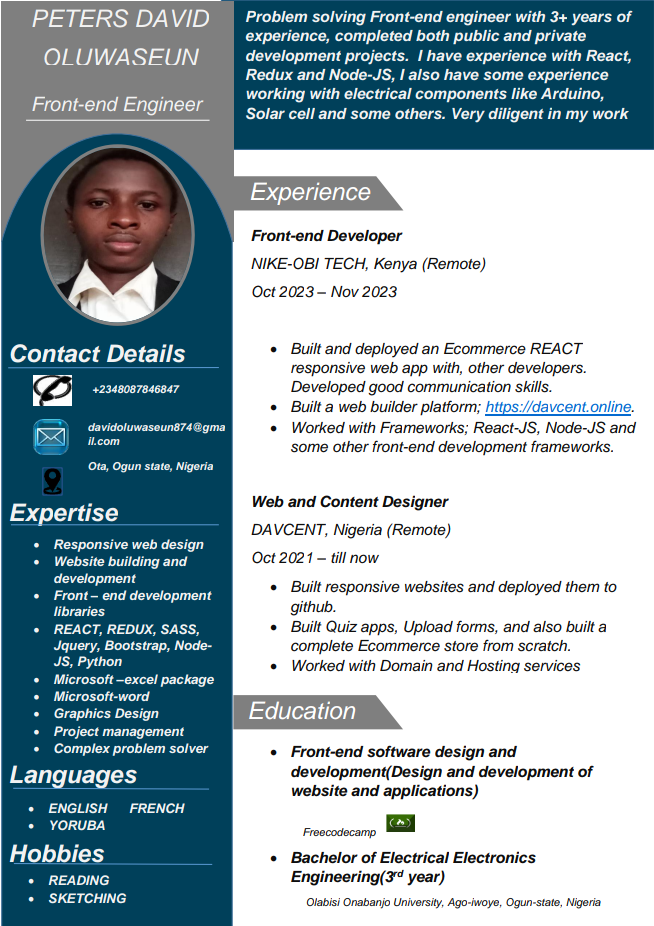 PETERS DAVID
OLUWASEUN
Front-end Engineer
Problem solving Front-end engineer with 3+ years of
experience, completed both public and private
development projects.  I have experience with React,
Redux and Node-JS, I also have some experience
working with electrical components like Arduino,
Solar cell and some others. Very diligent in my work
Contact Details
+2348087846847
davidoluwaseun874@gma
il.com
Ota, Ogun state, Nigeria
Expertise
• Responsive web design
• Website building and
development
• Front – end development
libraries
• REACT, REDUX, SASS,
Jquery, Bootstrap, Node-
JS, Python
• Microsoft –excel package
• Microsoft-word
• Graphics Design
• Project management
• Complex problem solver
Languages
• ENGLISH FRENCH
• YORUBA
Hobbies
• READING
• SKETCHING
Experience
Front-end Developer
NIKE-OBI TECH, Kenya (Remote)
Oct 2023 – Nov 2023
• Built and deployed an Ecommerce REACT
responsive web app with, other developers.
Developed good communication skills.
• Built a web builder platform; https://davcent.online.
• Worked with Frameworks; React-JS, Node-JS and
some other front-end development frameworks.
Web and Content Designer
DAVCENT, Nigeria (Remote)
Oct 2021 – till now
• Built responsive websites and deployed them to
github.
• Built Quiz apps, Upload forms, and also built a
complete Ecommerce store from scratch.
• Worked with Domain and Hosting services
Education
• Front-end software design and
development(Design and development of
website and applications)
Freecodecamp
• Bachelor of Electrical Electronics
Engineering(3rd year)
Olabisi Onabanjo University, Ago-iwoye, Ogun-state, Nigeria